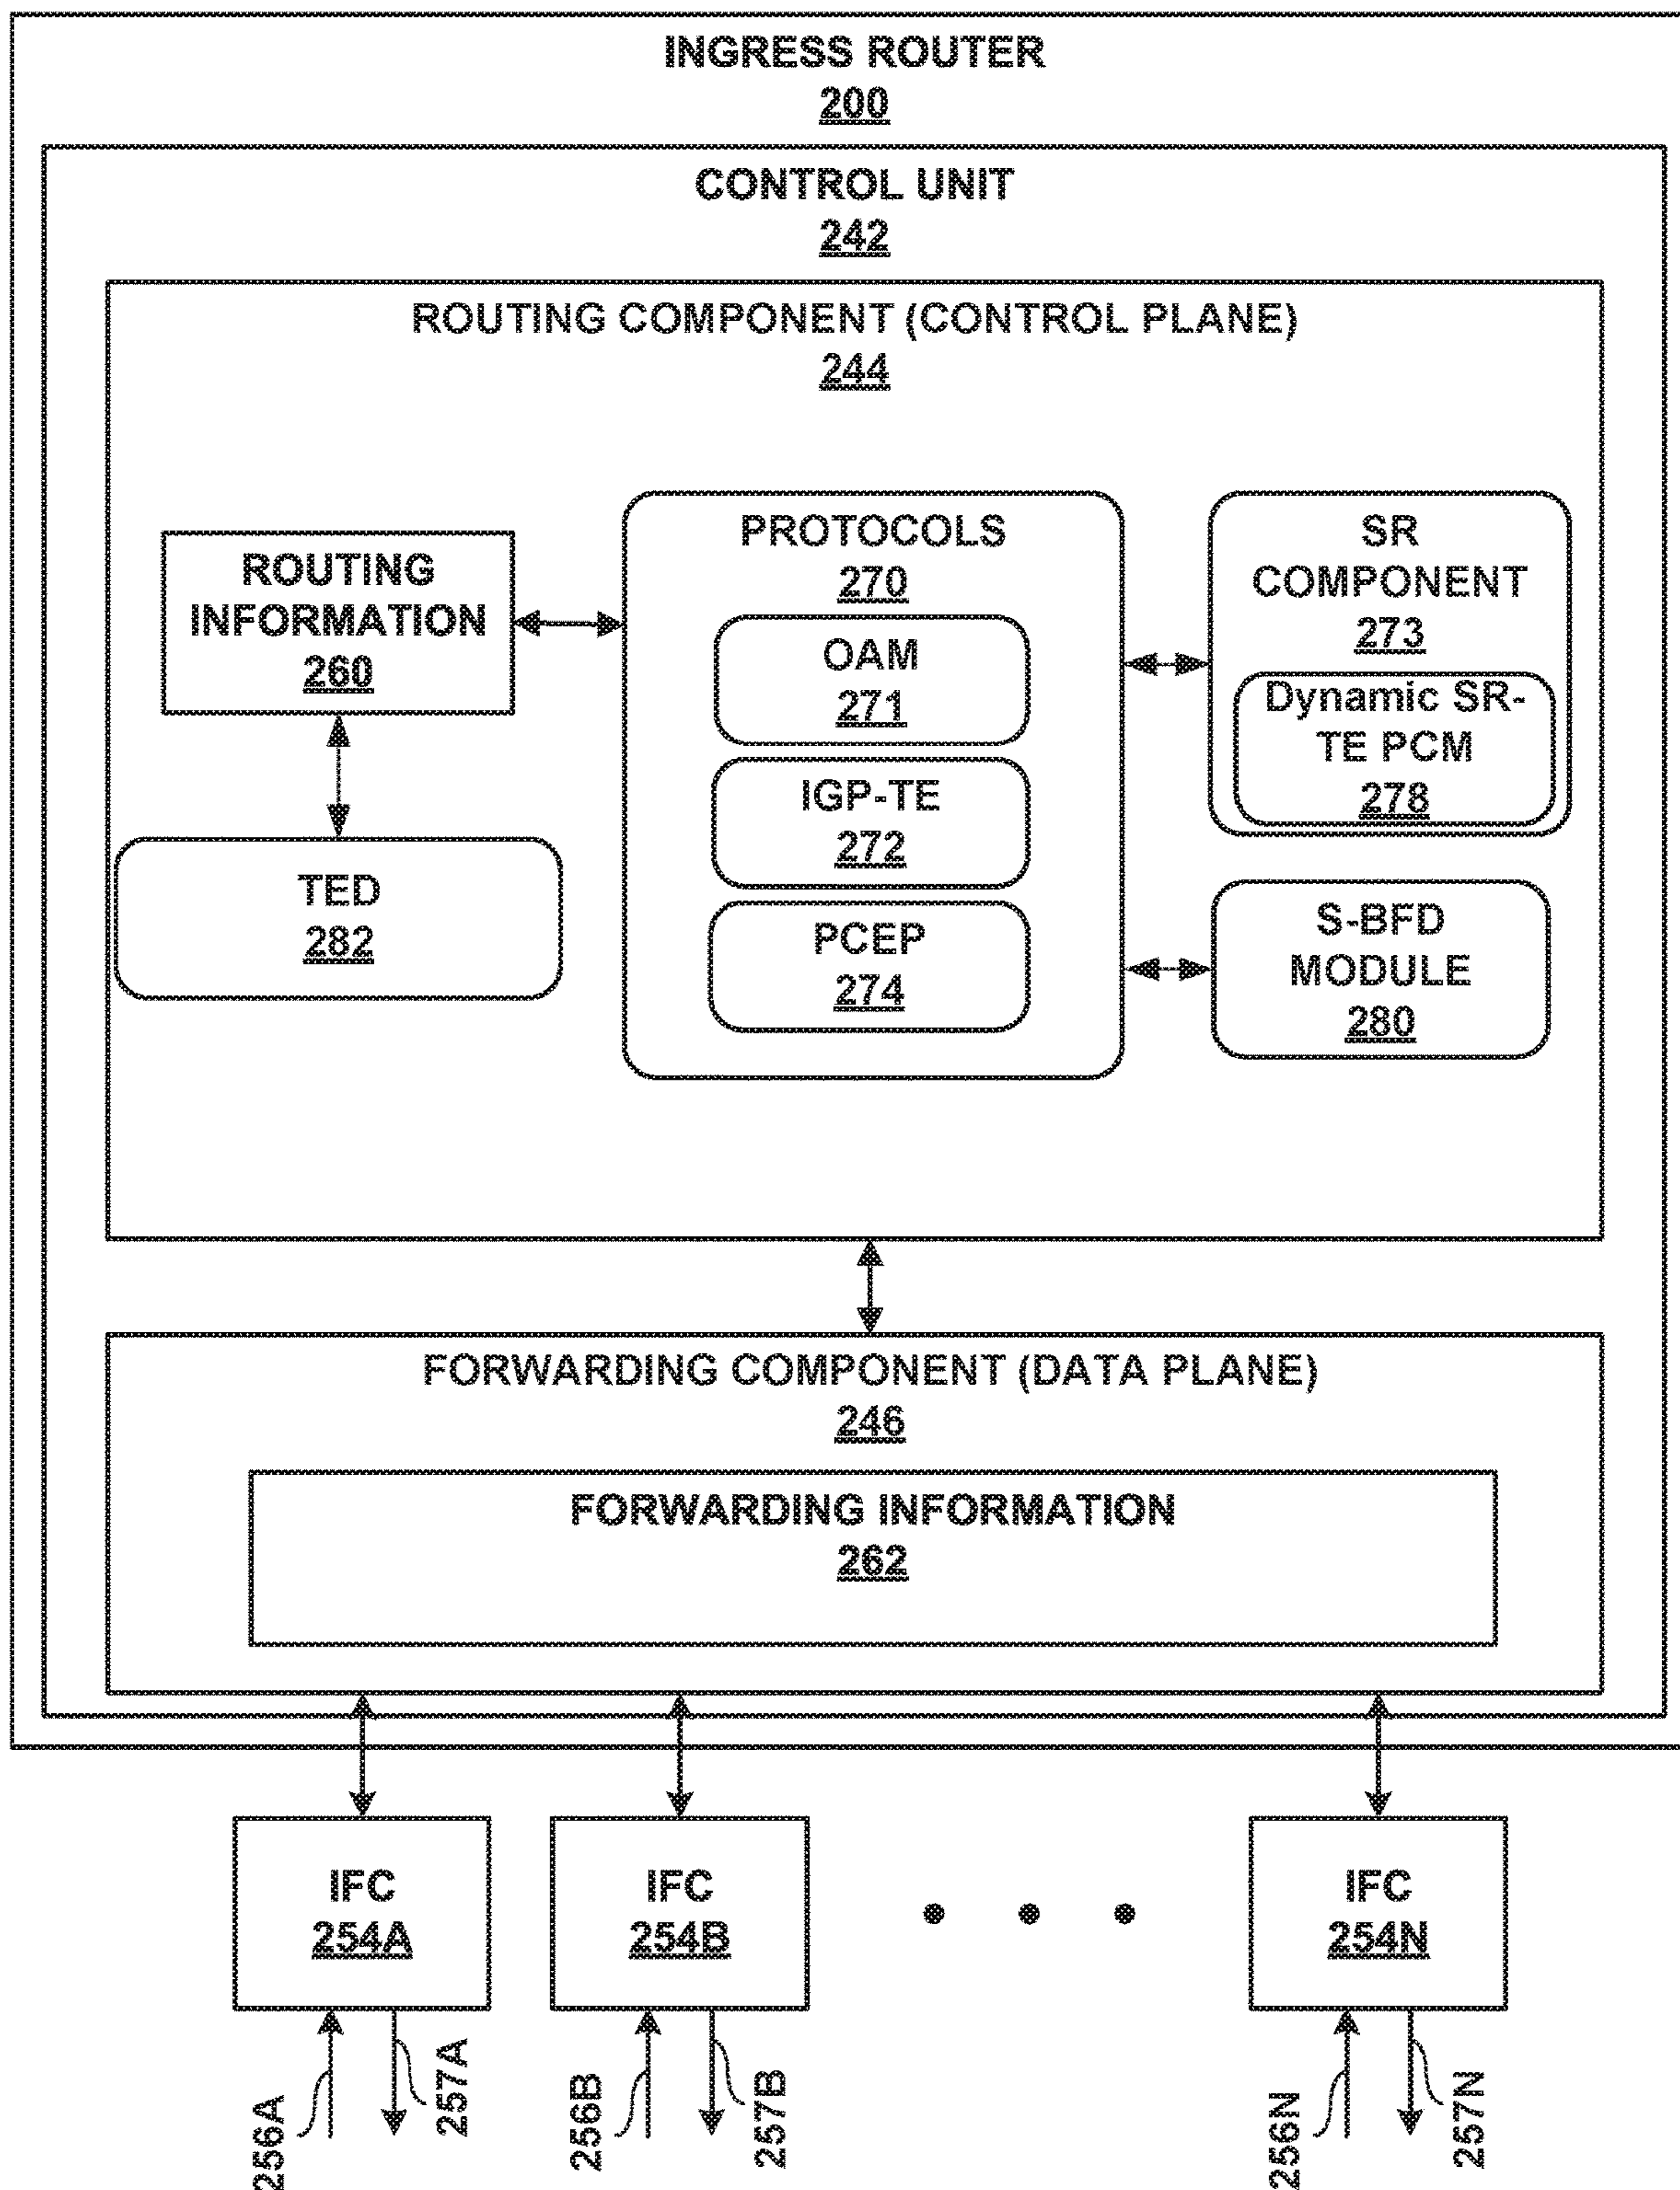 INGRESS ROUTER
200
CONTROL UNIT
242
ROUTING COMPONENT (CONTROL PLANE)
244
ROUTING
INFORMATION
260
TED
282
PROTOCOLS
270
OAM
271
IGP-TE
272
PCEP
274
SR
COMPONENT
273
Dynamic SR-
TE PCM
278
S-BFD
MODULE
280
FORWARDING COMPONENT (DATA PLANE)
246
FORWARDING INFORMATION
262
IFC
254A
IFC
254B
IFC
254N
256A
257A
256B
257B
256N
257N